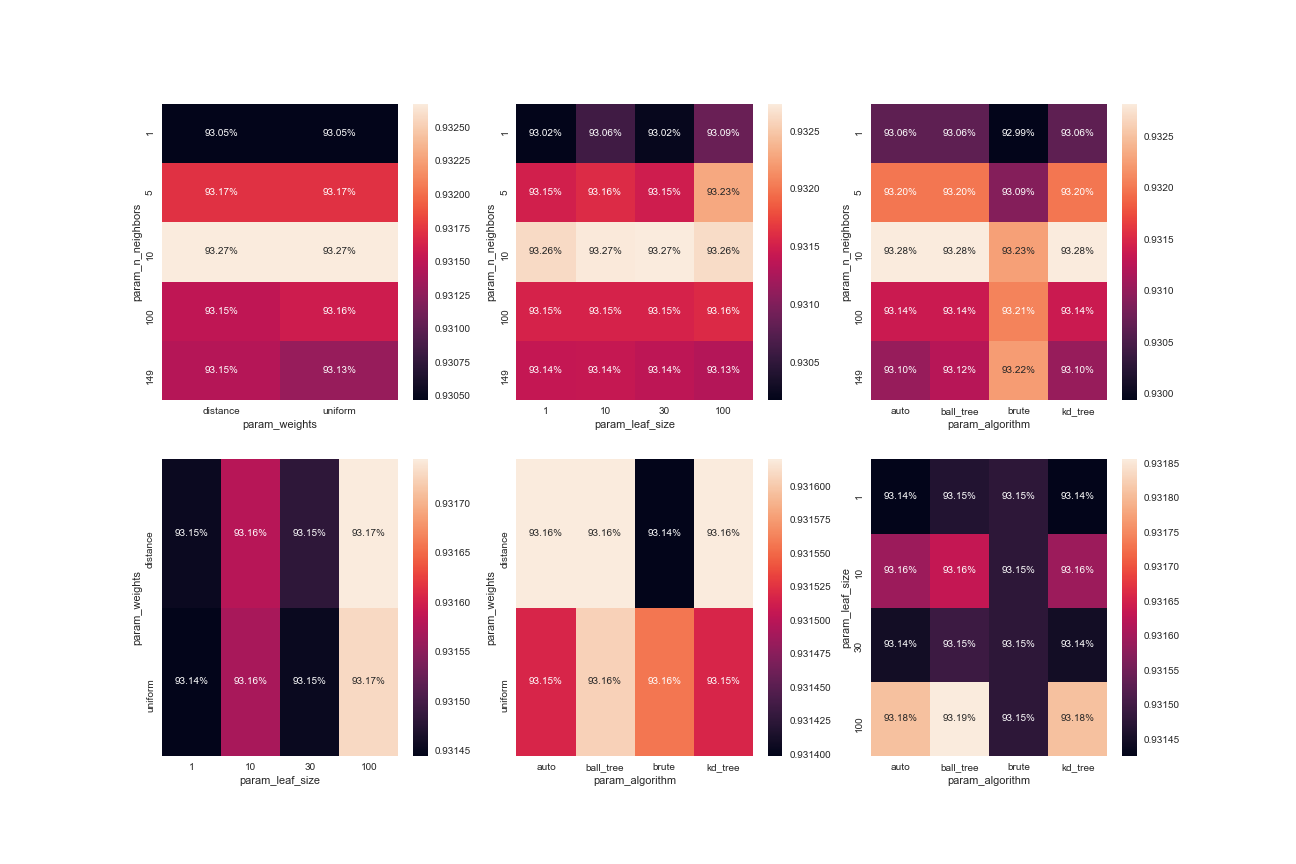 1 93.05% 93.05%
5 93.17% 93.17%
10 93.27% 93.27%
100 93.15% 93.16%
149 93.15% 93.13%
distance uniform
param_weights
param_n_neighbors
0.93250
0.93225
0.93200
0.93175
0.93150
0.93125
0.93100
0.93075
0.93050
1 93.02% 93.06% 93.02% 93.09%
5 93.15% 93.16% 93.15% 93.23%
10 93.26% 93.27% 93.27% 93.26%
100 93.15% 93.15% 93.15% 93.16%
149 93.14% 93.14% 93.14% 93.13%
1 10 30 100
param_leaf_size
param_n_neighbors
0.9325
0.9320
0.9315
0.9310
0.9305
1 93.06% 93.06% 92.99% 93.06%
5 93.20% 93.20% 93.09% 93.20%
10 93.28% 93.28% 93.23% 93.28%
100 93.14% 93.14% 93.21% 93.14%
149 93.10% 93.12% 93.22% 93.10%
auto ball_tree brute kd_tree
param_algorithm
param_n_neighbors
0.9325
0.9320
0.9315
0.9310
0.9305
0.9300
distance 93.15% 93.16% 93.15% 93.17%
uniform 93.14% 93.16% 93.15% 93.17%
1 10 30 100
param_leaf_size
param_weights
0.93170
0.93165
0.93160
0.93155
0.93150
0.93145
distance 93.16% 93.16% 93.14% 93.16%
uniform 93.15% 93.16% 93.16% 93.15%
auto ball_tree brute kd_tree
param_algorithm
param_weights
0.931600
0.931575
0.931550
0.931525
0.931500
0.931475
0.931450
0.931425
0.931400
1 93.14% 93.15% 93.15% 93.14%
10 93.16% 93.16% 93.15% 93.16%
30 93.14% 93.15% 93.15% 93.14%
100 93.18% 93.19% 93.15% 93.18%
auto ball_tree brute kd_tree
param_algorithm
param_leaf_size
0.93185
0.93180
0.93175
0.93170
0.93165
0.93160
0.93155
0.93150
0.93145